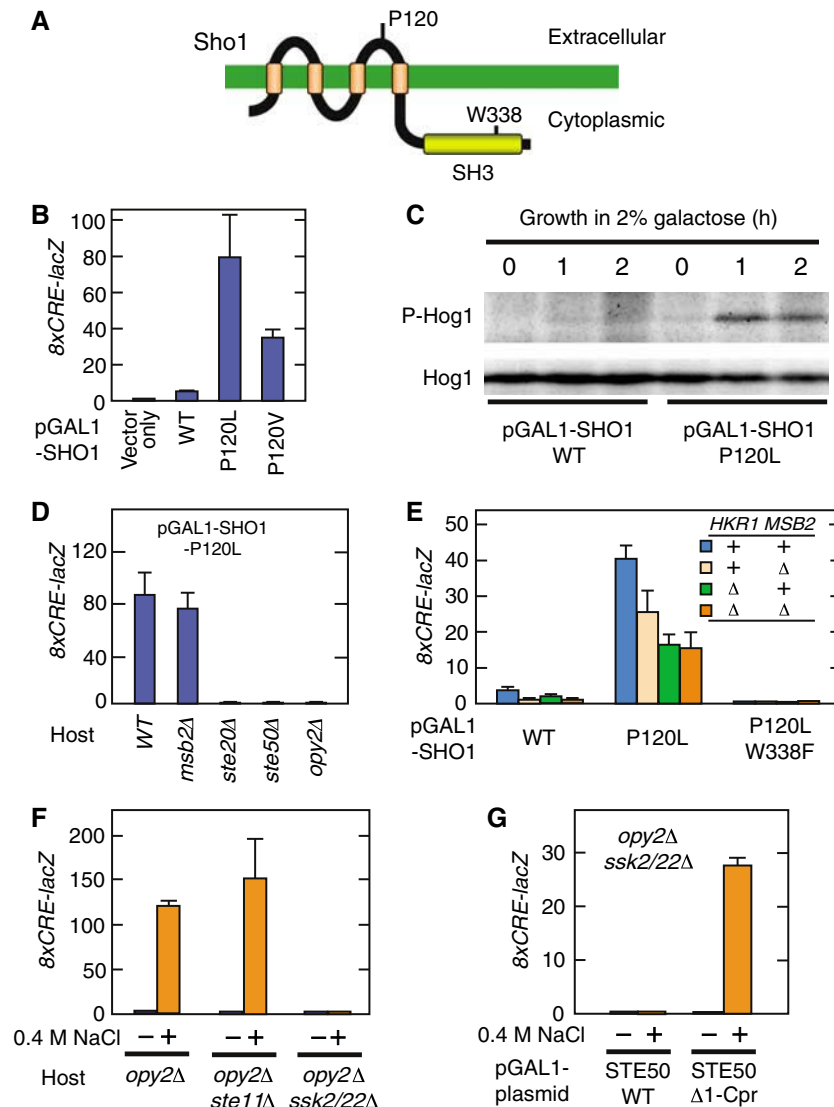 A
Sho1
P120
Extracellular
W338
Cytoplasmic
SH3
B
8xCRE-lacZ
100
80
60
40
20
0
pGAL1
-SHO1
Vector
only
WT
P120L
P120V
C
Growth in 2% galactose (h)
0 1 2 0 1 2
P-Hog1
Hog1
pGAL1-SHO1
WT
pGAL1-SHO1
P120L
D
pGAL1-SHO1
-P120L
8xCRE-lacZ
120
80
40
0
Host
WT
msb2Δ
ste20Δ
ste50Δ
opy2Δ
E
8xCRE-lacZ
50
40
30
20
10
0
HKR1 MSB2
+ +
+ Δ
Δ +
Δ Δ
pGAL1
-SHO1
WT
P120L
P120L
W338F
F
8xCRE-lacZ
200
150
100
50
0
0.4 M NaCl
– + – + – +
Host
opy2Δ
opy2Δ
ste11Δ
opy2Δ
ssk2/22Δ
G
opy2Δ
ssk2/22Δ
8xCRE-lacZ
30
20
10
0
0.4 M NaCl
– + – +
pGAL1-
plasmid
STE50
WT
STE50
Δ1-Cpr